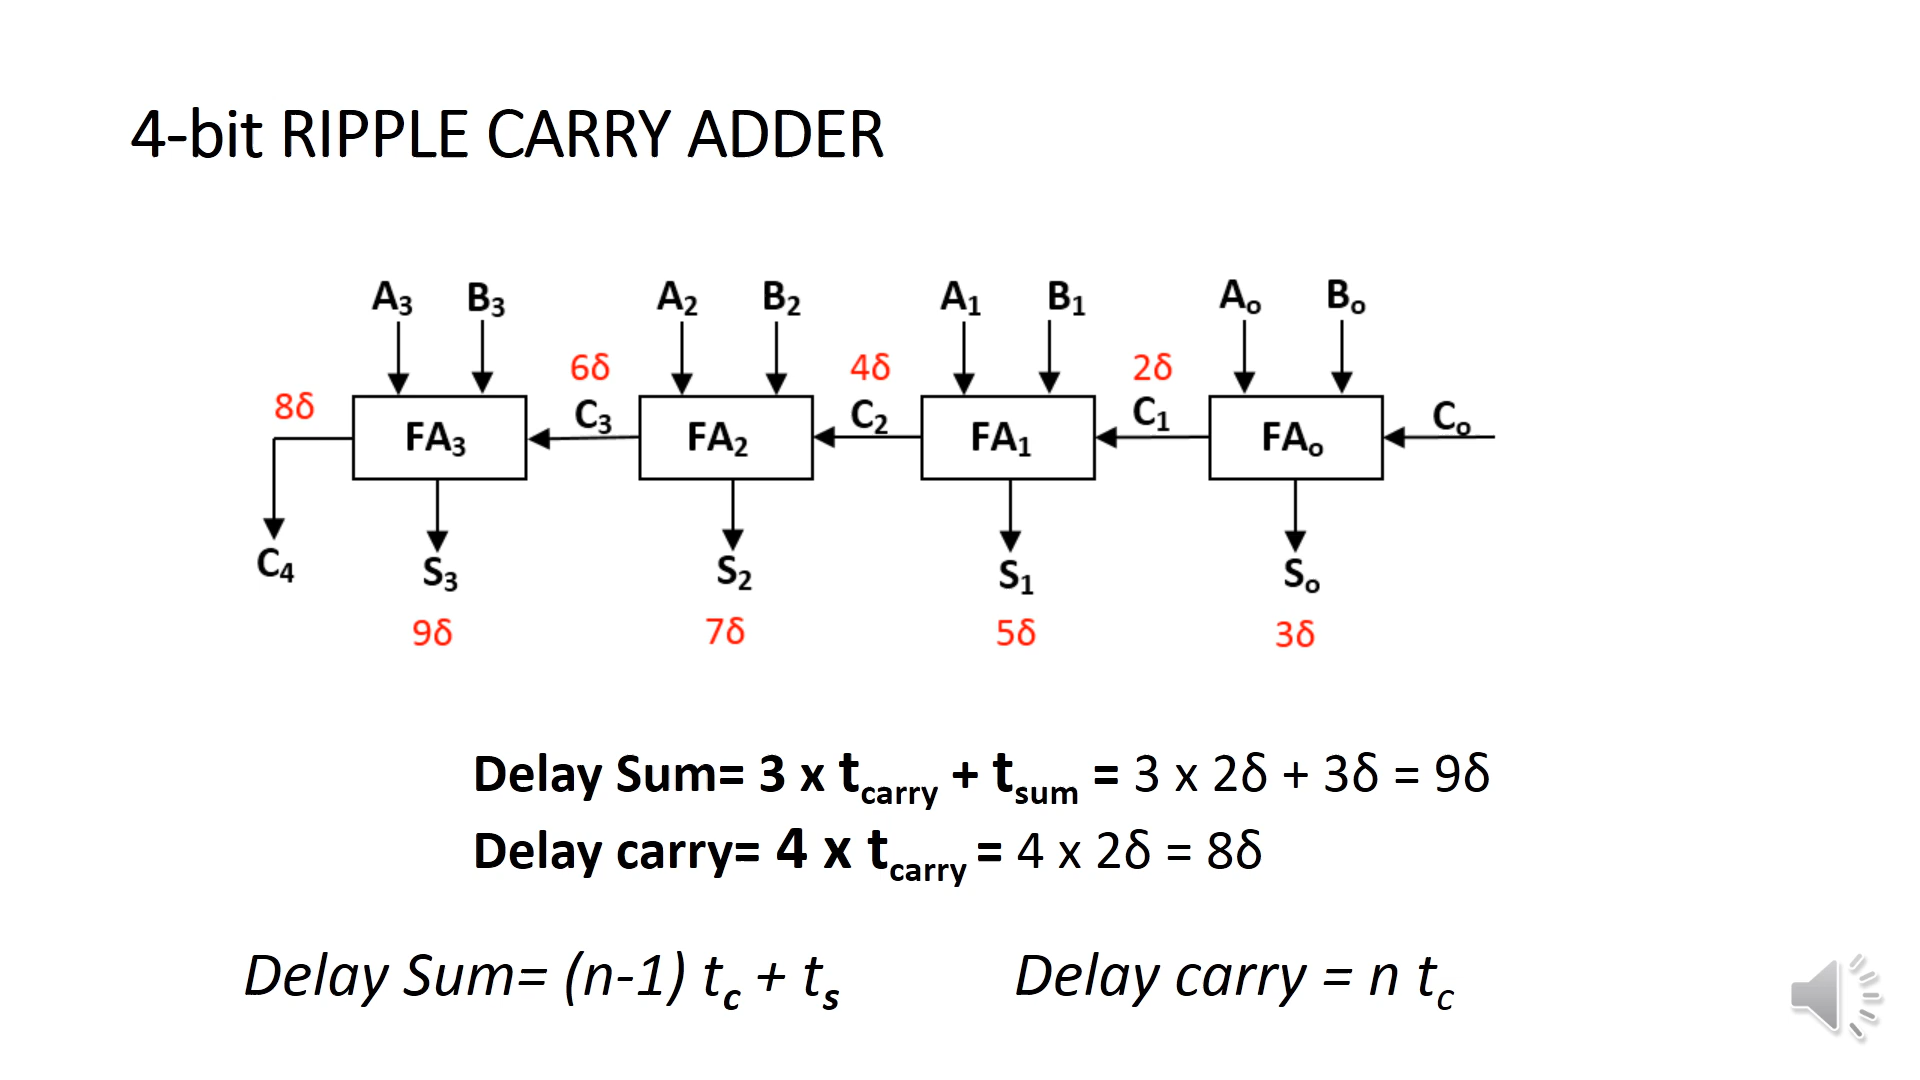 4-bit RIPPLE CARRY ADDER
A₃ B₃ A₂ B₂ A₁ B₁ Aₒ Bₒ
8δ 6δ 4δ 2δ
C₃ C₂ C₁ Cₒ
FA₃ FA₂ FA₁ FAₒ
C₄ S₃ S₂ S₁ Sₒ
9δ 7δ 5δ 3δ
Delay Sum= 3 x tcarry + tsum = 3 x 2δ + 3δ = 9δ
Delay carry= 4 x tcarry = 4 x 2δ = 8δ
Delay Sum= (n-1) tc + ts Delay carry = n tc